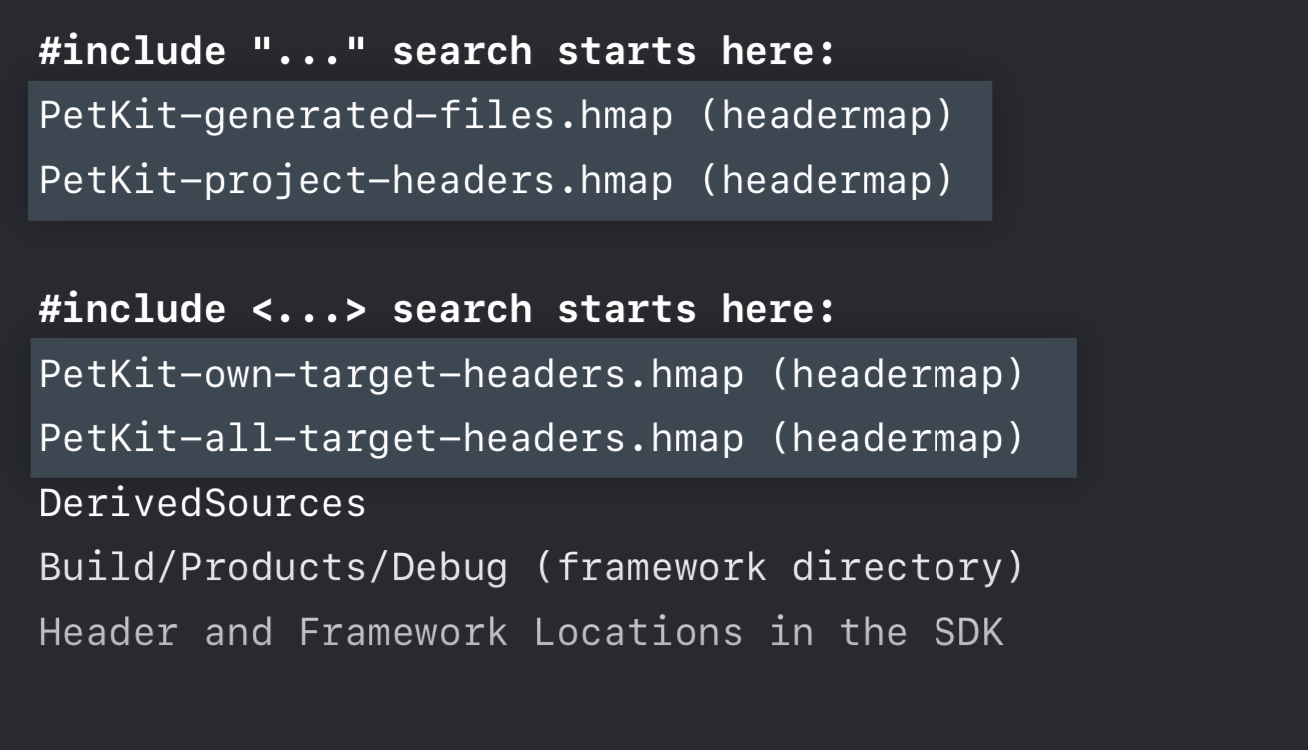 #include "..." search starts here:
PetKit-generated-files.hmap (headermap)
PetKit-project-headers.hmap (headermap)
#include <...> search starts here:
PetKit-own-target-headers.hmap (headermap)
PetKit-all-target-headers.hmap (headermap)
DerivedSources
Build/Products/Debug (framework directory)
Header and Framework Locations in the SDK